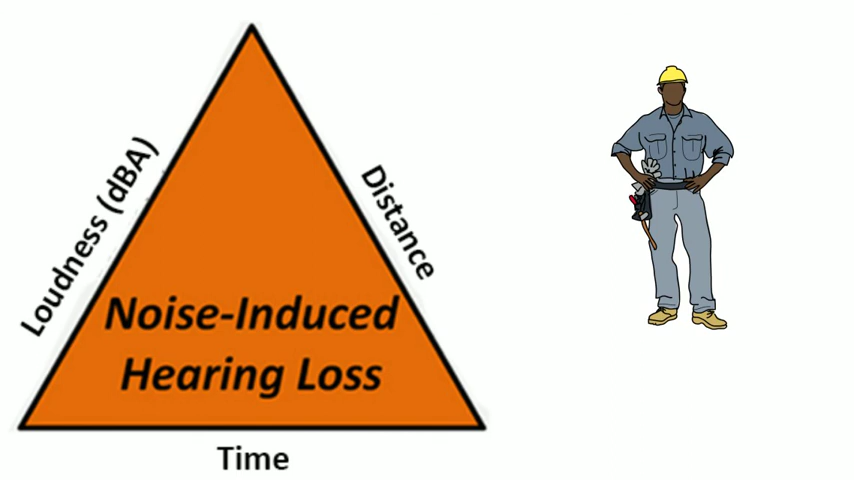 Loudness (dBA)
Distance
Noise-Induced
Hearing Loss
Time